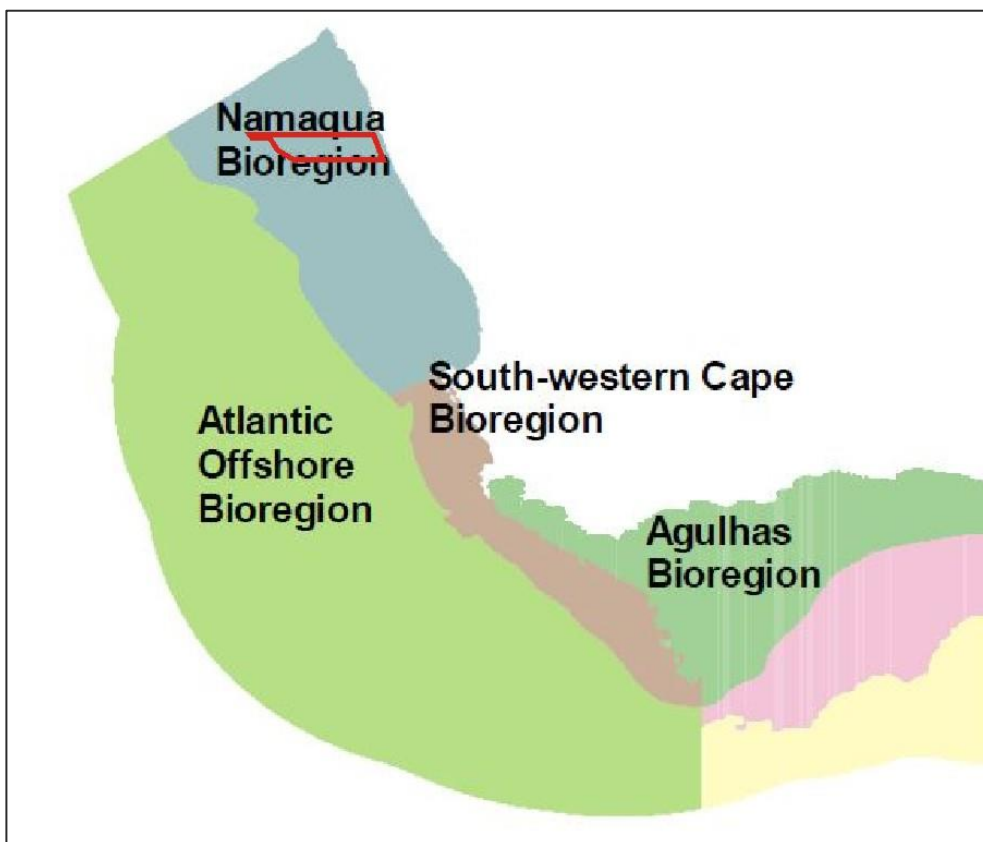 Namaqua
Bioregion
South-western Cape
Bioregion
Atlantic
Offshore
Bioregion
Agulhas
Bioregion